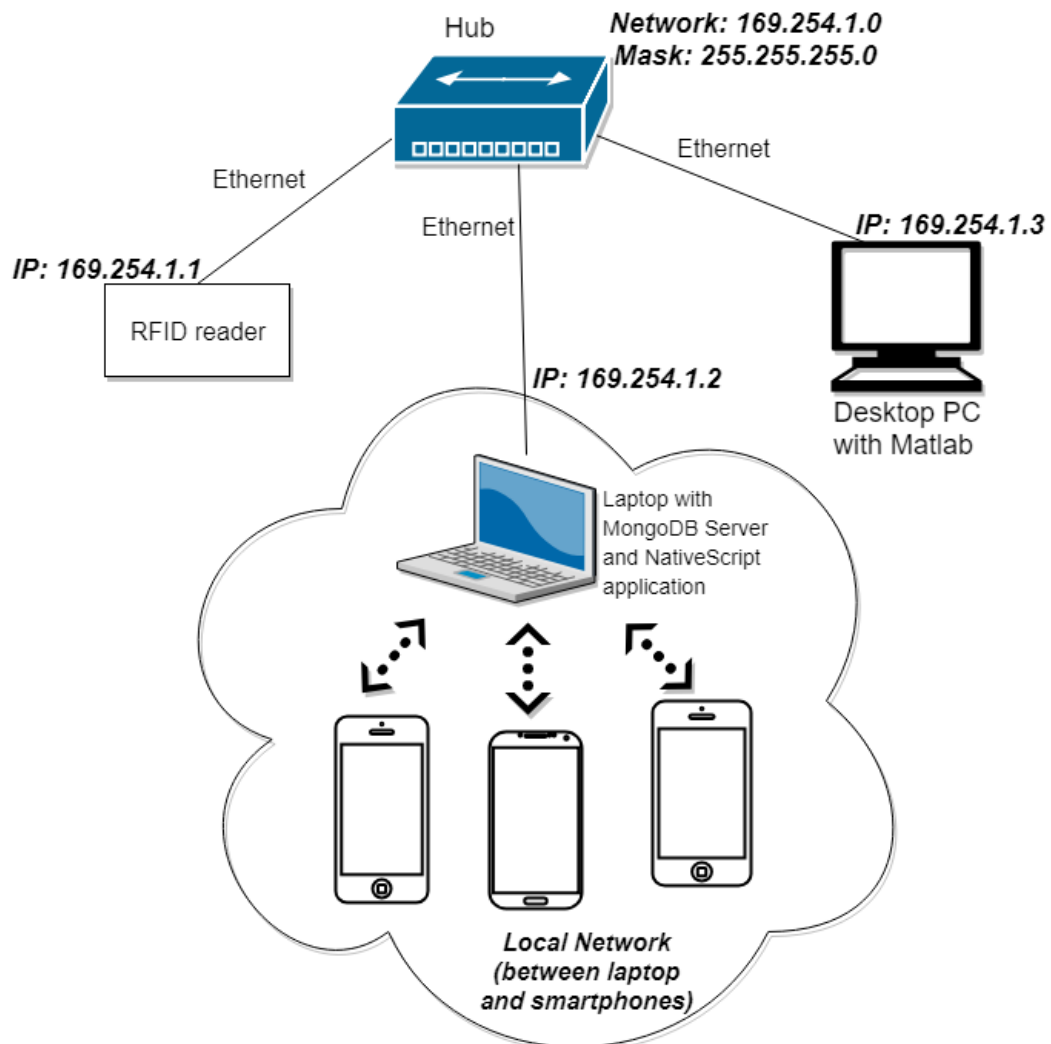 Hub
Network: 169.254.1.0
Mask: 255.255.255.0
Ethernet
Ethernet
Ethernet
IP: 169.254.1.1
RFID reader
IP: 169.254.1.3
Desktop PC
with Matlab
IP: 169.254.1.2
Laptop with
MongoDB Server
and NativeScript
application
Local Network
(between laptop
and smartphones)